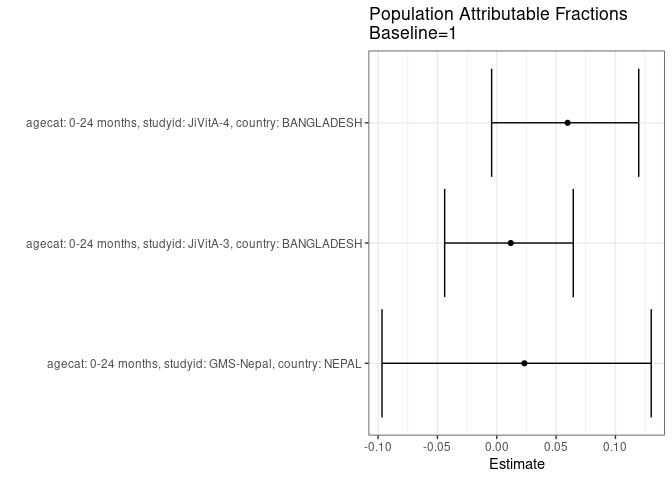 Population Attributable Fractions
Baseline=1
agecat: 0-24 months, studyid: JiVitA-4, country: BANGLADESH
agecat: 0-24 months, studyid: JiVitA-3, country: BANGLADESH
agecat: 0-24 months, studyid: GMS-Nepal, country: NEPAL
-0.10 -0.05 0.00 0.05 0.10
Estimate